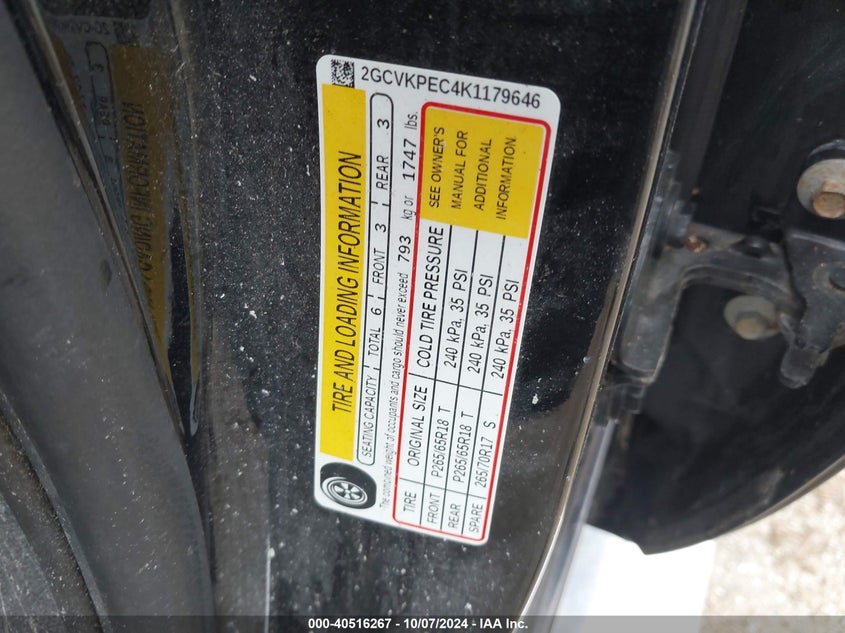 2GCVKPEC4K1179646
TIRE AND LOADING INFORMATION
SEATING CAPACITY TOTAL 6 FRONT 3 REAR 3
The combined weight of occupants and cargo should never exceed 793 kg or 1747 lbs.
TIRE ORIGINAL SIZE COLD TIRE PRESSURE
FRONT P265/65R18 T 240 kPa, 35 PSI
REAR P265/65R18 T 240 kPa, 35 PSI
SPARE 265/70R17 S 240 kPa, 35 PSI
SEE OWNER'S
MANUAL FOR
ADDITIONAL
INFORMATION
000-40516267 - 10/07/2024 - IAA Inc.